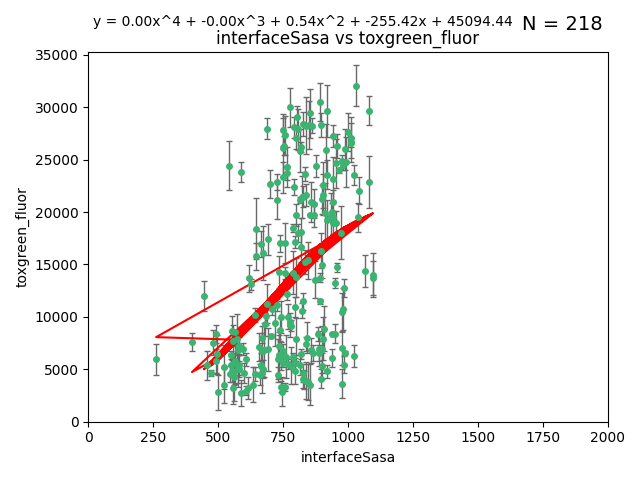 y = 0.00x^4 + -0.00x^3 + 0.54x^2 + -255.42x + 45094.44 N = 218
interfaceSasa vs toxgreen_fluor
35000
30000
25000
20000
15000
10000
5000
0
toxgreen_fluor
0 250 500 750 1000 1250 1500 1750 2000
interfaceSasa